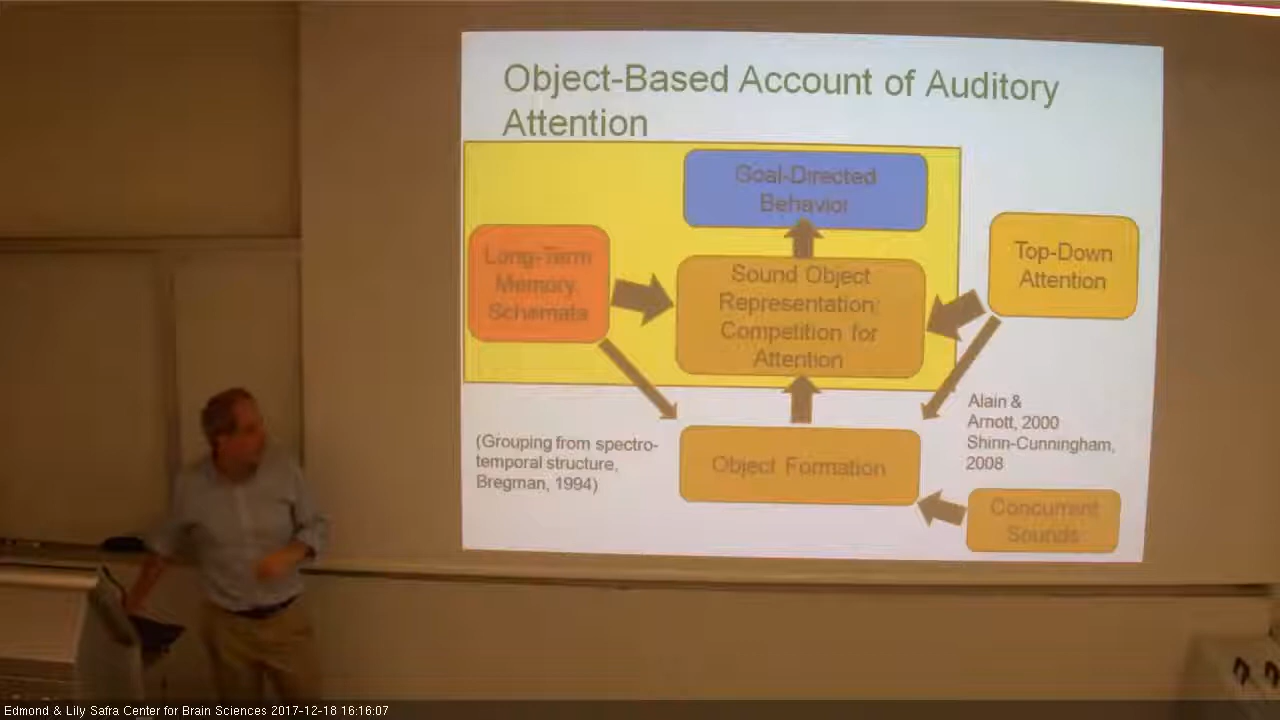 Object-Based Account of Auditory
Attention
Goal-Directed
Behavior
Long-Term
Memory
Schemata
Sound Object
Representation;
Competition for
Attention
Top-Down
Attention
(Grouping from spectro-
temporal structure,
Bregman, 1994)
Object Formation
Alain &
Arnott, 2000
Shinn-Cunningham,
2008
Concurrent
Sounds
Edmond & Lily Safra Center for Brain Sciences 2017-12-18 16:16:07